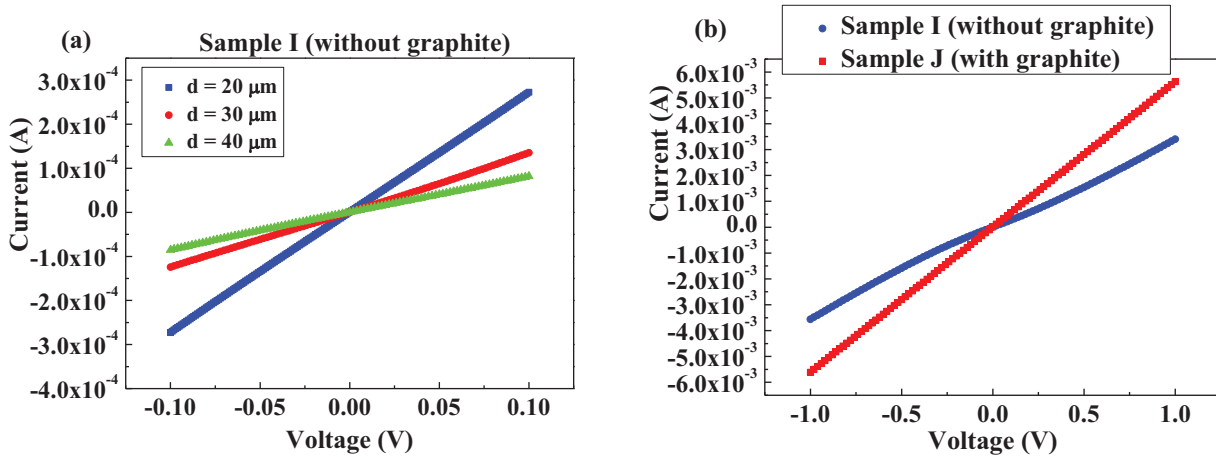 (a)
Sample I (without graphite)
d = 20 μm
d = 30 μm
d = 40 μm
3.0x10⁻⁴
2.0x10⁻⁴
1.0x10⁻⁴
0.0
-1.0x10⁻⁴
-2.0x10⁻⁴
-3.0x10⁻⁴
-4.0x10⁻⁴
Current (A)
-0.10 -0.05 0.00 0.05 0.10
Voltage (V)
(b)
Sample I (without graphite)
Sample J (with graphite)
6.0x10⁻³
5.0x10⁻³
4.0x10⁻³
3.0x10⁻³
2.0x10⁻³
1.0x10⁻³
0.0
-1.0x10⁻³
-2.0x10⁻³
-3.0x10⁻³
-4.0x10⁻³
-5.0x10⁻³
-6.0x10⁻³
Current (A)
-1.0 -0.5 0.0 0.5 1.0
Voltage (V)